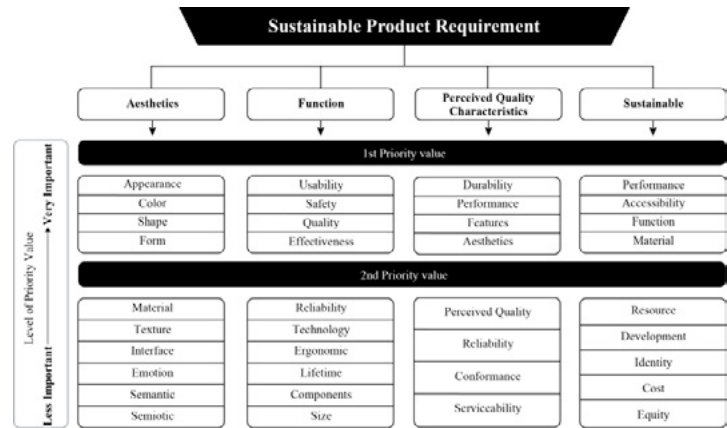 Sustainable Product Requirement
Aesthetics
Function
Perceived Quality
Characteristics
Sustainable
Level of Priority Value
Less Important
Very Important
1st Priority value
Appearance
Color
Shape
Form
Usability
Safety
Quality
Effectiveness
Durability
Performance
Features
Aesthetics
Performance
Accessibility
Function
Material
2nd Priority value
Material
Texture
Interface
Emotion
Semantic
Semiotic
Reliability
Technology
Ergonomic
Lifetime
Components
Size
Perceived Quality
Reliability
Conformance
Serviceability
Resource
Development
Identity
Cost
Equity